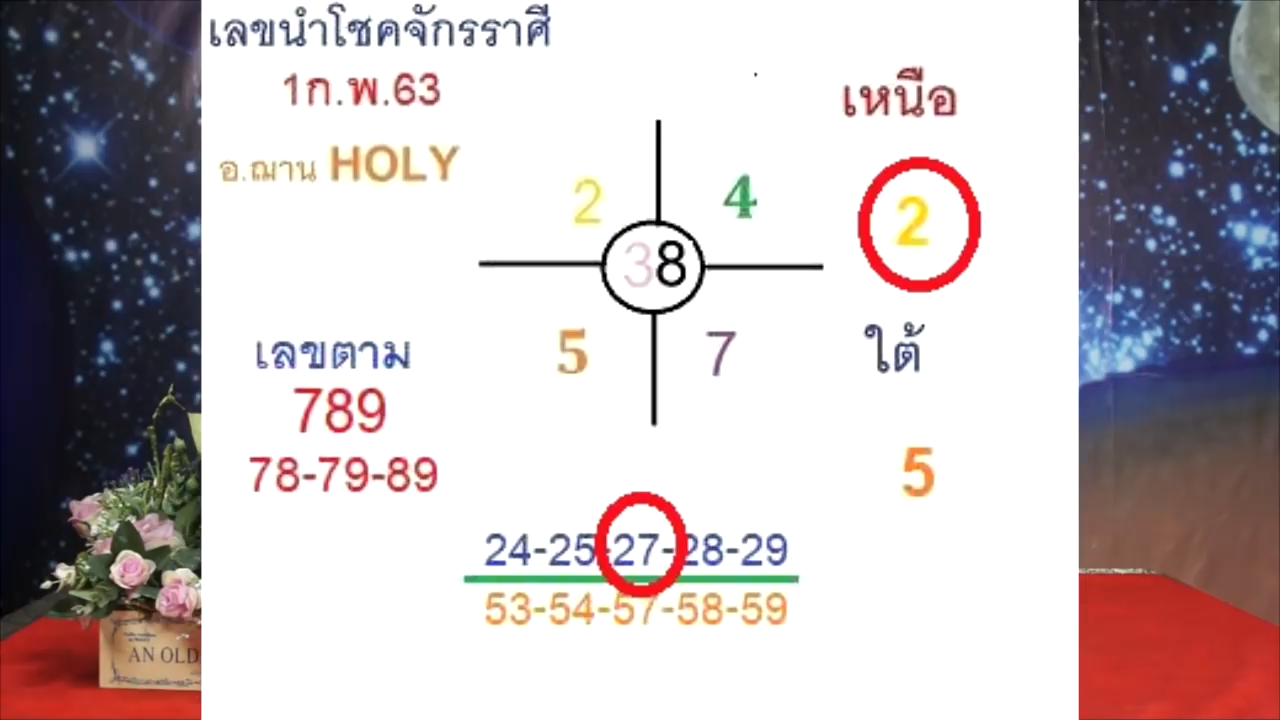 เลขนำโชคจักรราศี
1ก.พ.63
อ.ฌาน HOLY
เหนือ
2
4
2
38
5
7
ใต้
5
เลขตาม
789
78-79-89
24-25-27-28-29
53-54-57-58-59
AN OLD